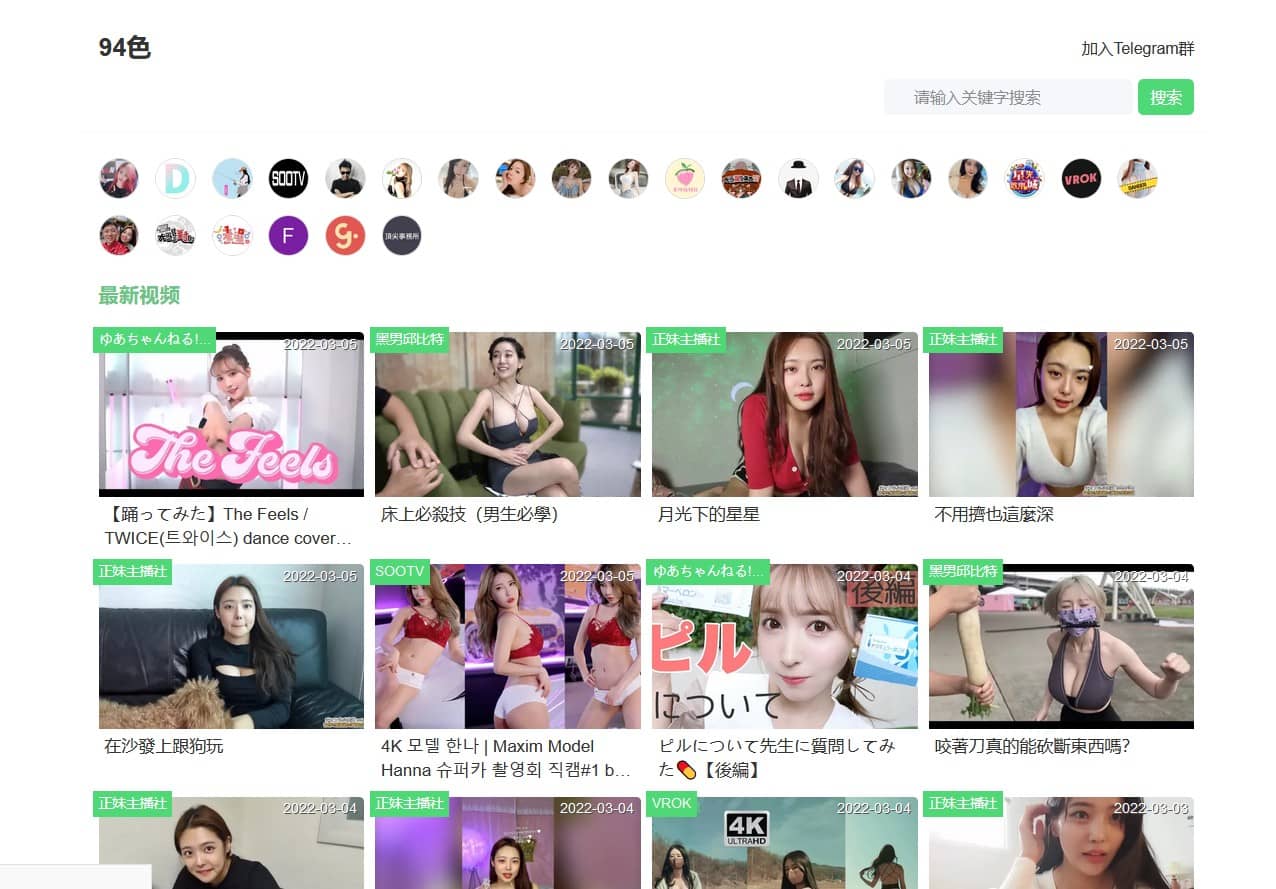 94色
加入Telegram群
请输入关键字搜索
搜索
D
SOOTV
VROK
DANGER
F
g.
頂尖事務所
最新视频
ゆあちゃんねる!...
2022-03-05
The Feels
【踊ってみた】The Feels /
TWICE(트와이스) dance cover…
黑男邱比特
2022-03-05
床上必殺技（男生必學）
正妹主播社
2022-03-05
月光下的星星
正妹主播社
2022-03-05
不用擠也這麼深
正妹主播社
2022-03-05
在沙發上跟狗玩
SOOTV
2022-03-05
4K 모델 한나 | Maxim Model
Hanna 슈퍼카 촬영회 직캠#1 b…
ゆあちゃんねる!...
2022-03-04
後編
ピル
について
ピルについて先生に質問してみ
た💊【後編】
黑男邱比特
2022-03-04
咬著刀真的能砍斷東西嗎?
正妹主播社
2022-03-04
正妹主播社
2022-03-04
VROK
2022-03-04
4K
ULTRAHD
正妹主播社
2022-03-03